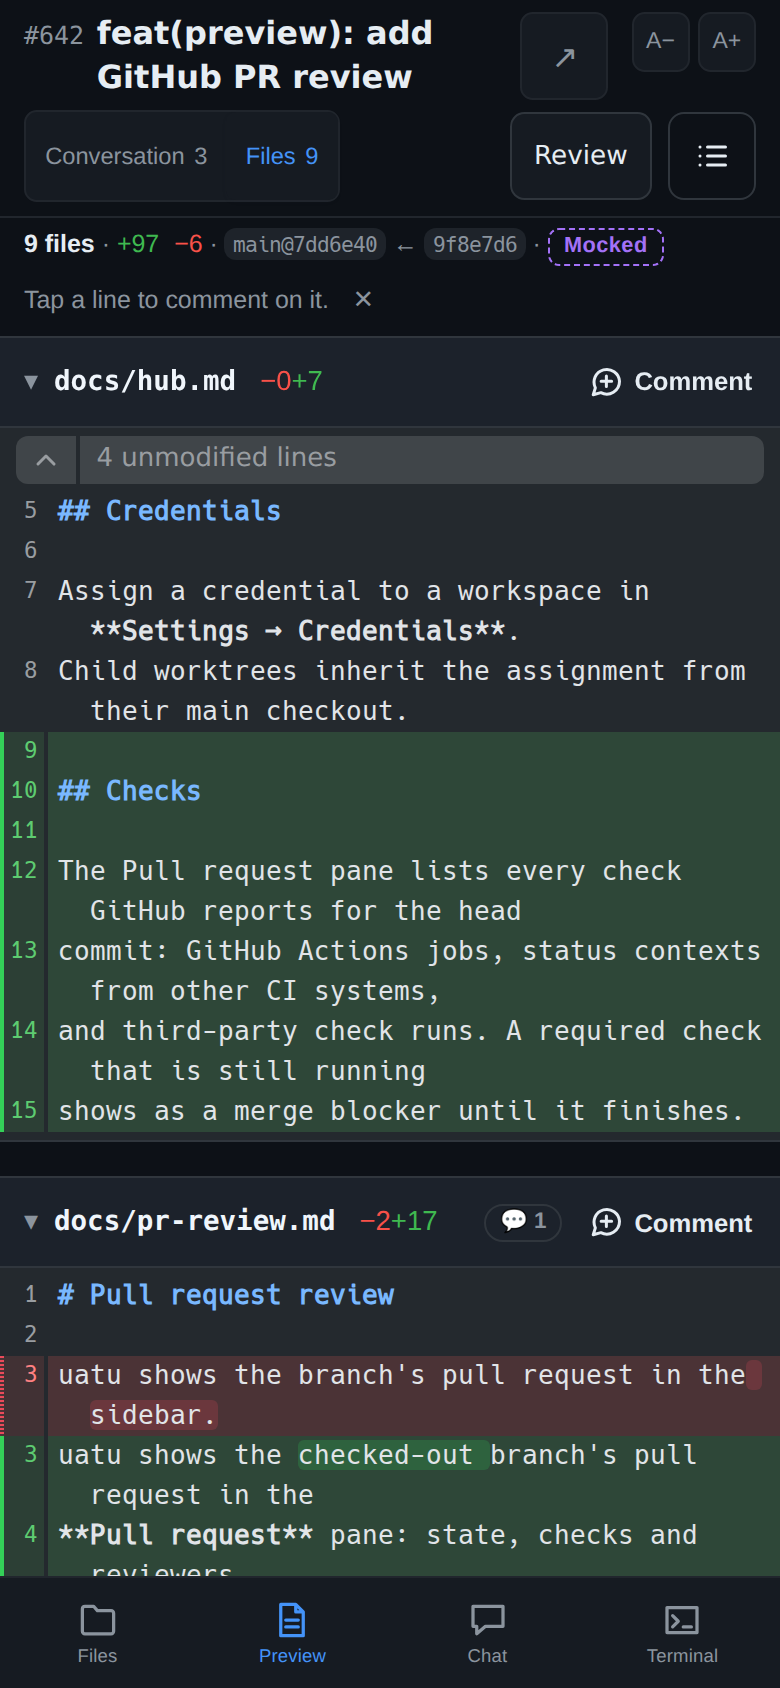 #642 feat(preview): add
GitHub PR review
↗
A− A+
Conversation 3 Files 9
Review
9 files · +97 −6 · main@7dd6e40 ← 9f8e7d6 · Mocked
Tap a line to comment on it. ✕
▼ docs/hub.md −0+7 Comment
4 unmodified lines
5 ## Credentials
6
7 Assign a credential to a workspace in
**Settings → Credentials**.
8 Child worktrees inherit the assignment from
their main checkout.
9
10 ## Checks
11
12 The Pull request pane lists every check
GitHub reports for the head
13 commit: GitHub Actions jobs, status contexts
from other CI systems,
14 and third-party check runs. A required check
that is still running
15 shows as a merge blocker until it finishes.
▼ docs/pr-review.md −2+17 💬 1 Comment
1 # Pull request review
2
3 uatu shows the branch's pull request in the
sidebar.
3 uatu shows the checked-out branch's pull
request in the
4 **Pull request** pane: state, checks and
reviewers
Files Preview Chat Terminal